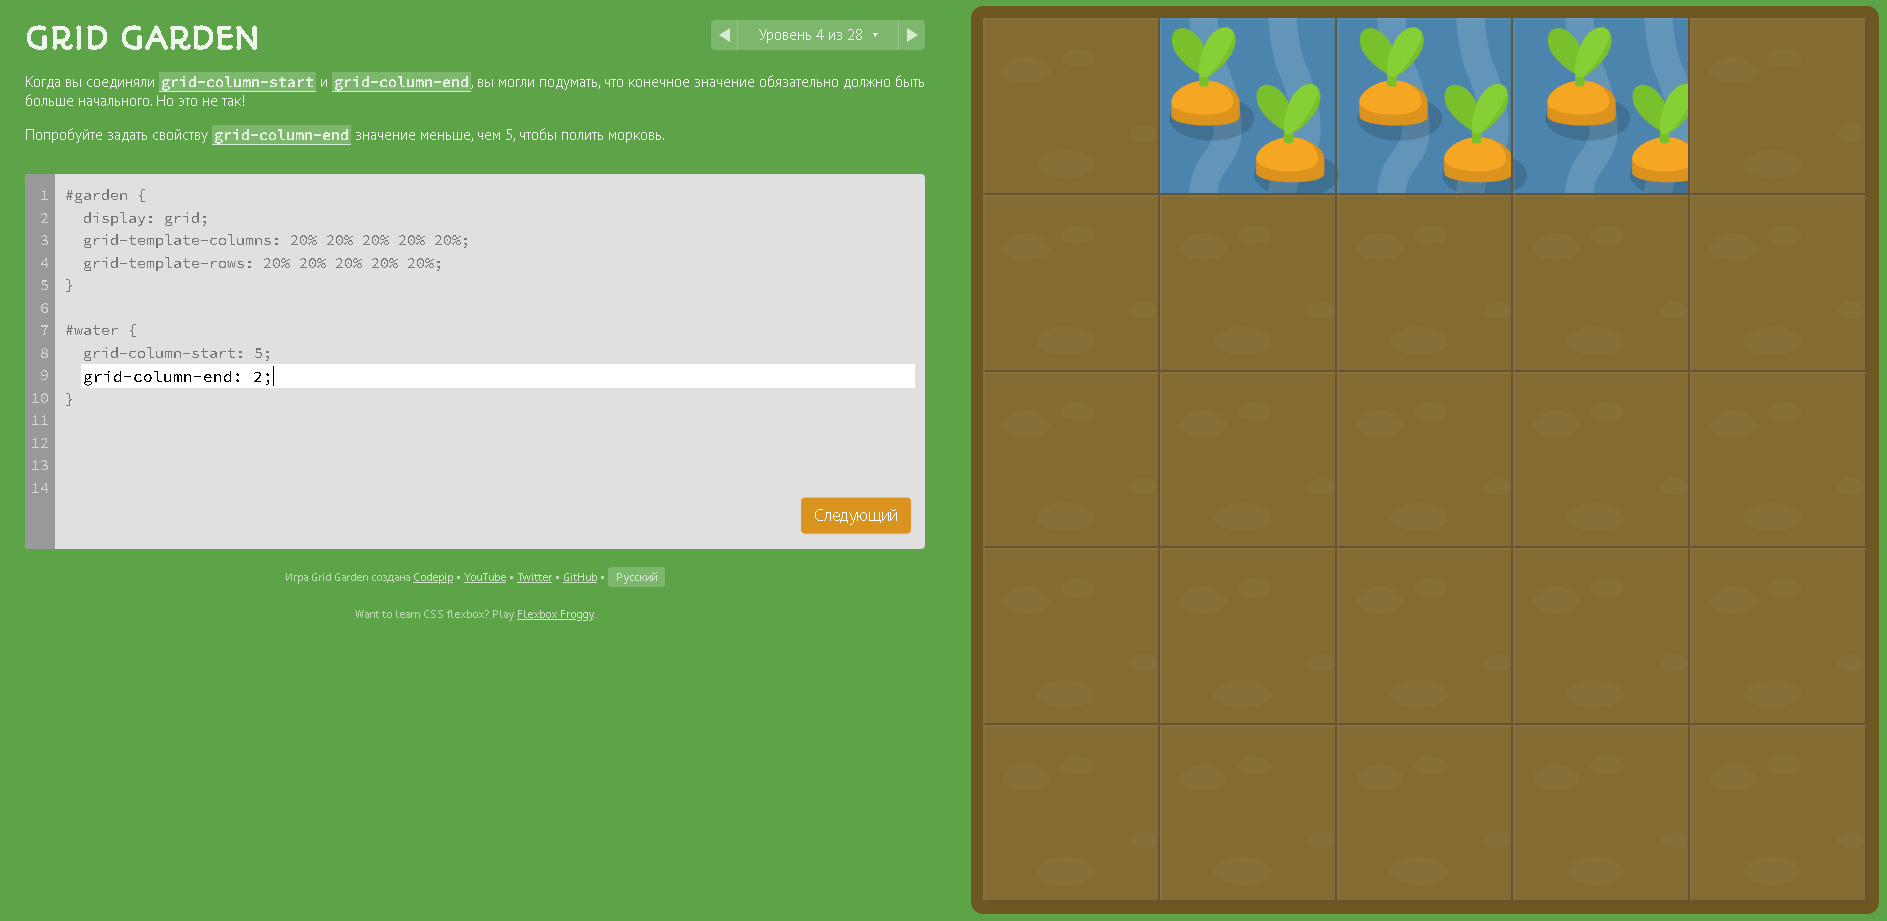 GRID GARDEN
◀ Уровень 4 из 28 ▾ ▶
Когда вы соединяли grid-column-start и grid-column-end, вы могли подумать, что конечное значение обязательно должно быть
больше начального. Но это не так!
Попробуйте задать свойству grid-column-end значение меньше, чем 5, чтобы полить морковь.
1 #garden {
2 display: grid;
3 grid-template-columns: 20% 20% 20% 20% 20%;
4 grid-template-rows: 20% 20% 20% 20% 20%;
5 }
6
7 #water {
8 grid-column-start: 5;
9 grid-column-end: 2;
10 }
11
12
13
14
Следующий
Игра Grid Garden создана Codepip • YouTube • Twitter • GitHub • Русский
Want to learn CSS flexbox? Play Flexbox Froggy.